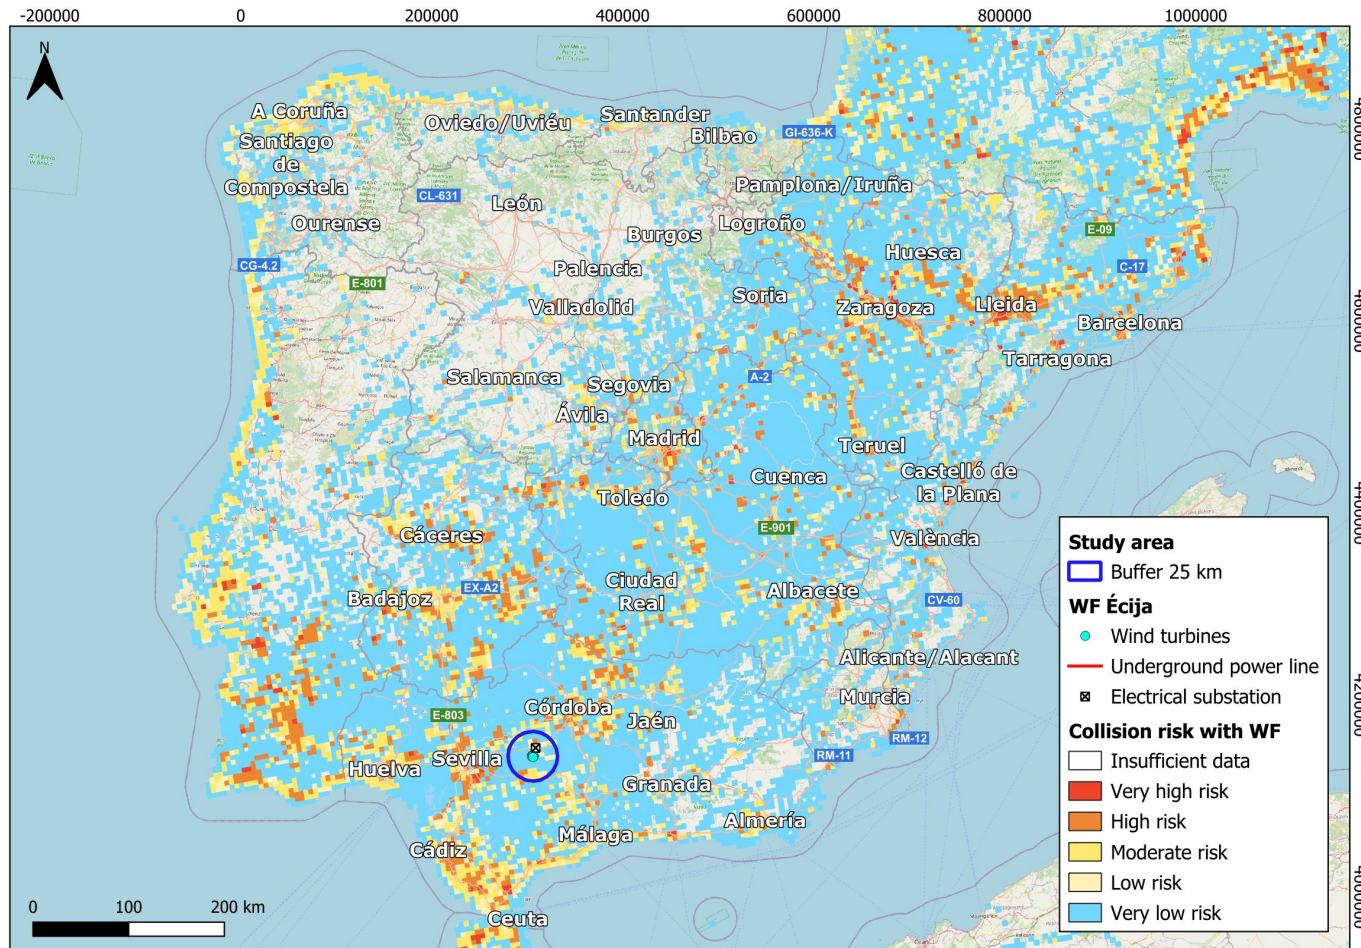 -200000 0 200000 400000 600000 800000 1000000
N
A Coruña
Oviedo/Uviéu
Santander
Bilbao
GI-636-K
Santiago
de
Compostela
CL-631
León
Pamplona/Iruña
Ourense
Burgos
Logroño
E-09
CG-4.2
E-801
Palencia
Huesca
C-17
Valladolid
Soria
Zaragoza
Lleida
Barcelona
Tarragona
Salamanca
Segovia
A-2
Ávila
Madrid
Teruel
Toledo
Cuenca
Castelló de
la Plana
Cáceres
E-901
València
EX-A2
Badajoz
Ciudad
Real
Albacete
CV-60
Alicante/Alacant
Murcia
E-803
Córdoba
Jaén
RM-12
RM-11
Huelva
Sevilla
Granada
Almería
Málaga
Cádiz
Ceuta
0 100 200 km
Study area
Buffer 25 km
WF Écija
Wind turbines
Underground power line
Electrical substation
Collision risk with WF
Insufficient data
Very high risk
High risk
Moderate risk
Low risk
Very low risk